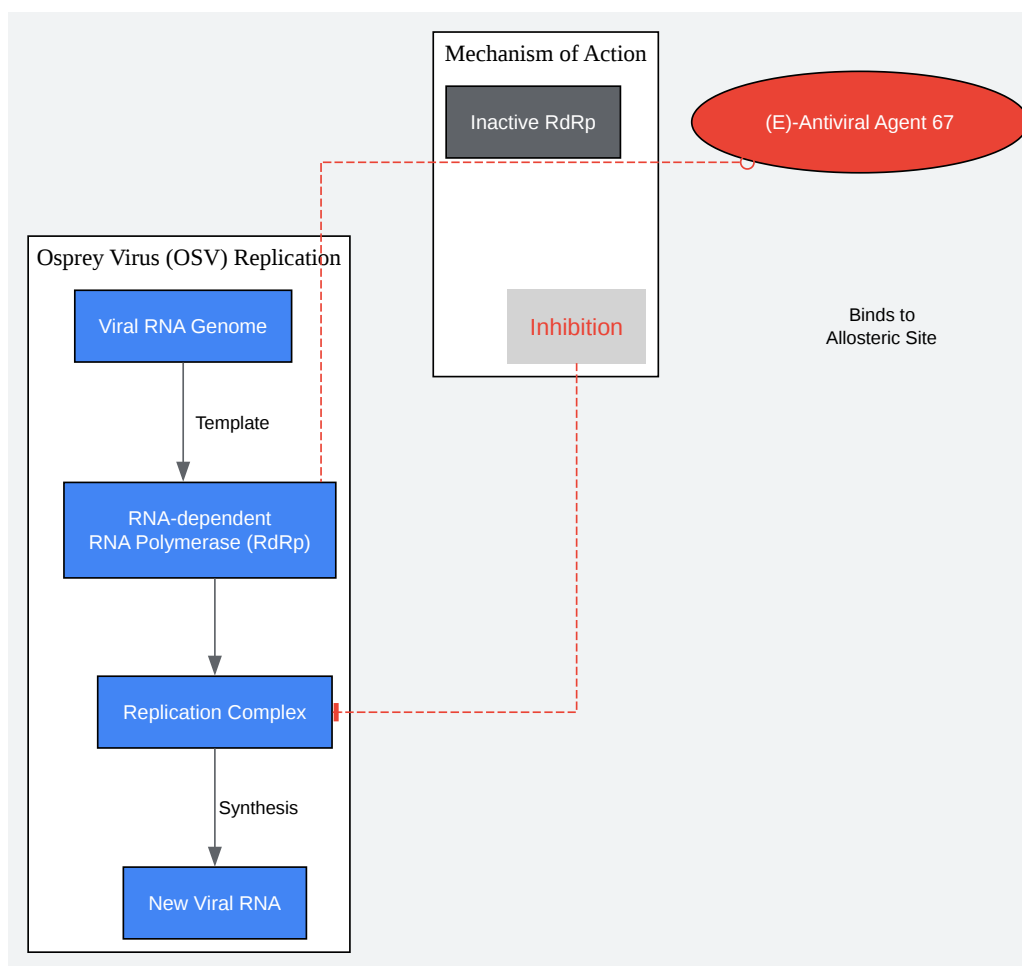 Mechanism of Action
Inactive RdRp
(E)-Antiviral Agent 67
Osprey Virus (OSV) Replication
Viral RNA Genome
Inhibition
Binds to
Allosteric Site
Template
RNA-dependent
RNA Polymerase (RdRp)
Replication Complex
Synthesis
New Viral RNA